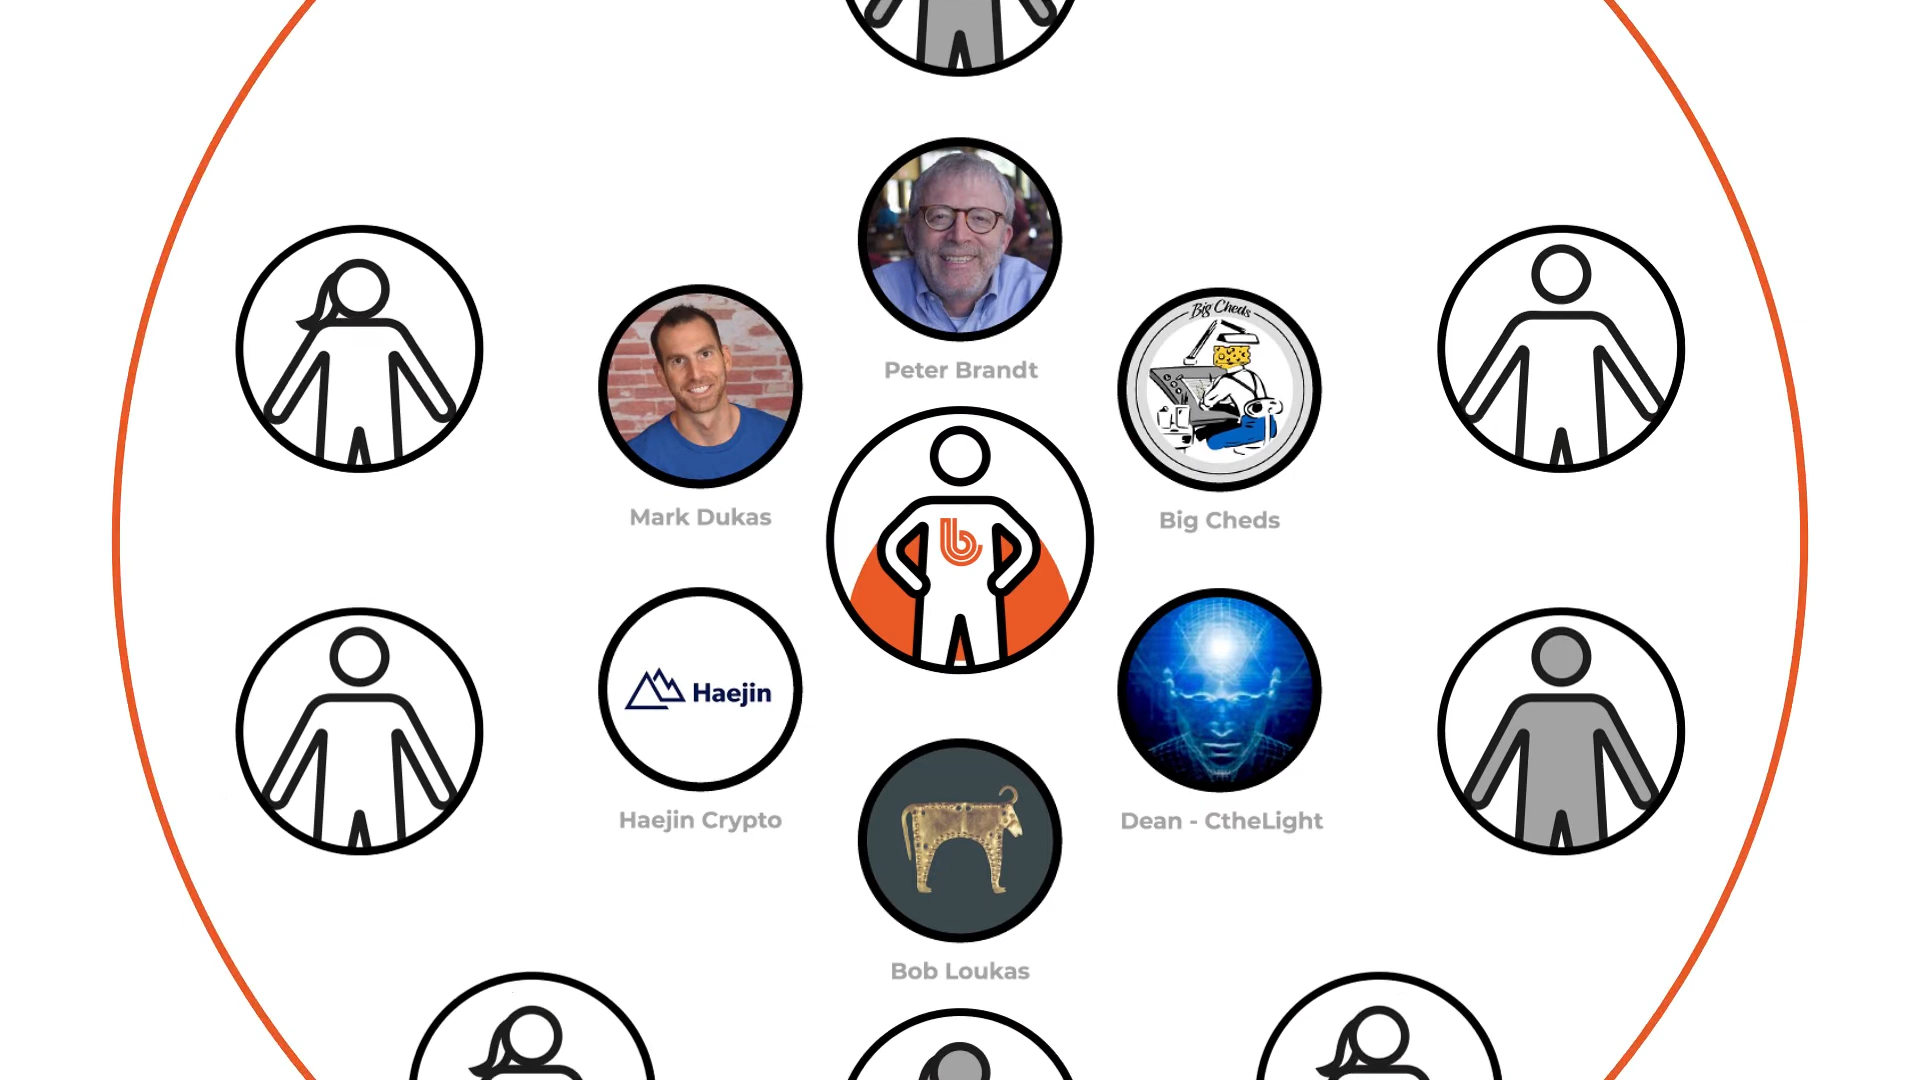 Big Cheds
Peter Brandt
Mark Dukas
Big Cheds
b
Haejin
Haejin Crypto
Dean - CtheLight
Bob Loukas